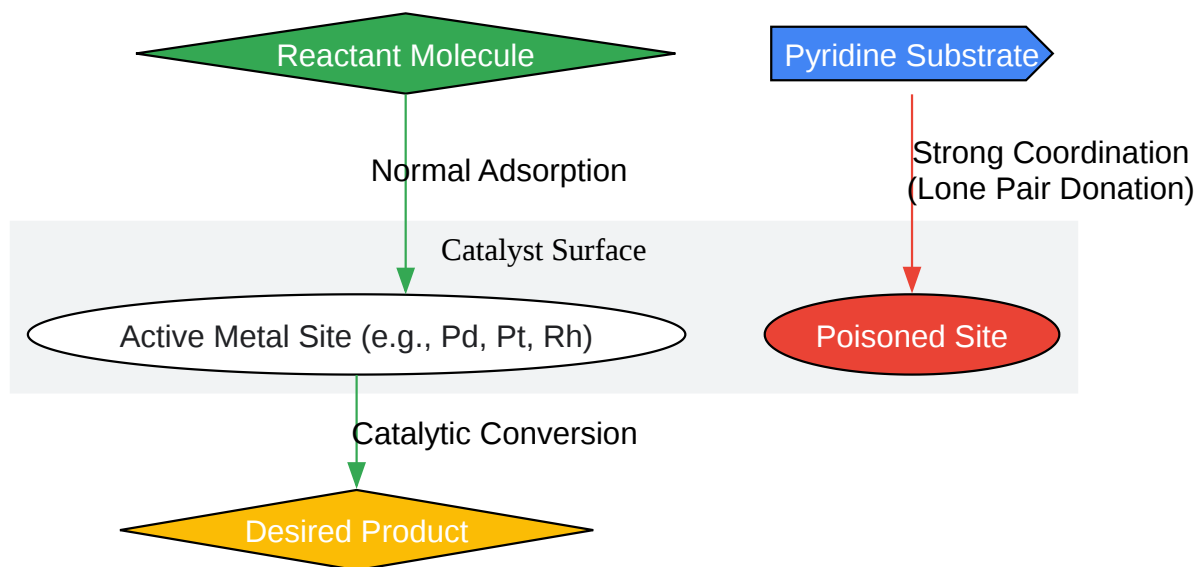 Reactant Molecule
Pyridine Substrate
Normal Adsorption
Strong Coordination
(Lone Pair Donation)
Catalyst Surface
Active Metal Site (e.g., Pd, Pt, Rh)
Poisoned Site
Catalytic Conversion
Desired Product